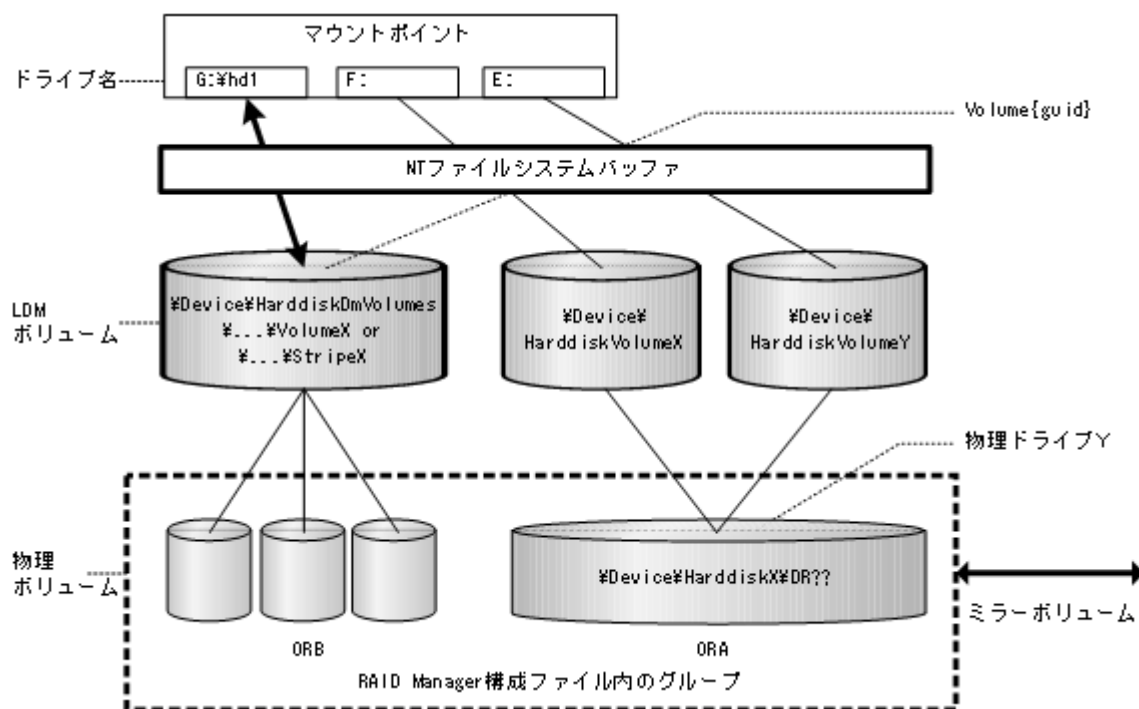 マウントポイント
ドライブ名
G:¥hd1
F:
E:
Volume{guid}
NTファイルシステムバッファ
LDM
ボリューム
¥Device¥HarddiskDmVolumes
¥...¥VolumeX or
¥...¥StripeX
¥Device¥
HarddiskVolumeX
¥Device¥
HarddiskVolumeY
物理ドライブY
物理
ボリューム
¥Device¥HarddiskX¥DR??
ミラーボリューム
ORB
ORA
RAID Manager構成ファイル内のグループ